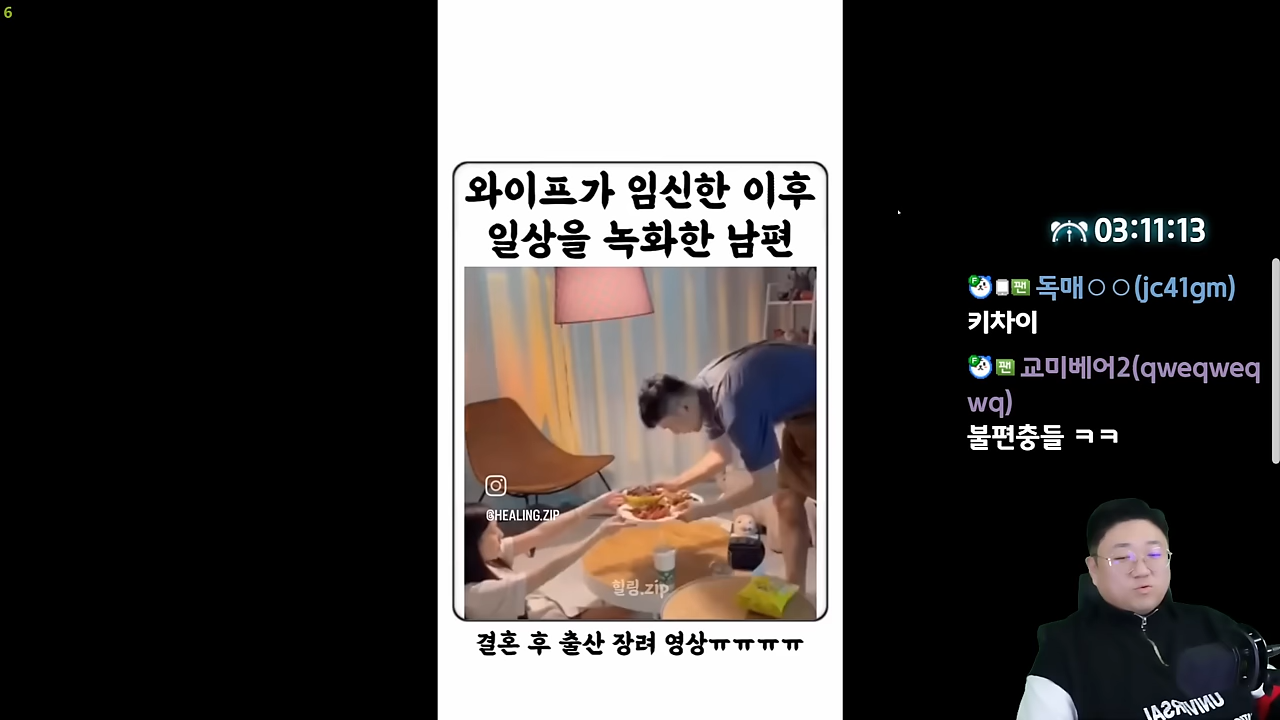 6
와이프가 임신한 이후
일상을 녹화한 남편
@HEALING.ZIP
힐링.zip
결혼 후 출산 장려 영상ㅠㅠㅠㅠ
03:11:13
F 팬 독매○○(jc41gm)
키차이
F 팬 교미베어2(qweqweq
wq)
불편충들 ㅋㅋ
UNIVERSAL